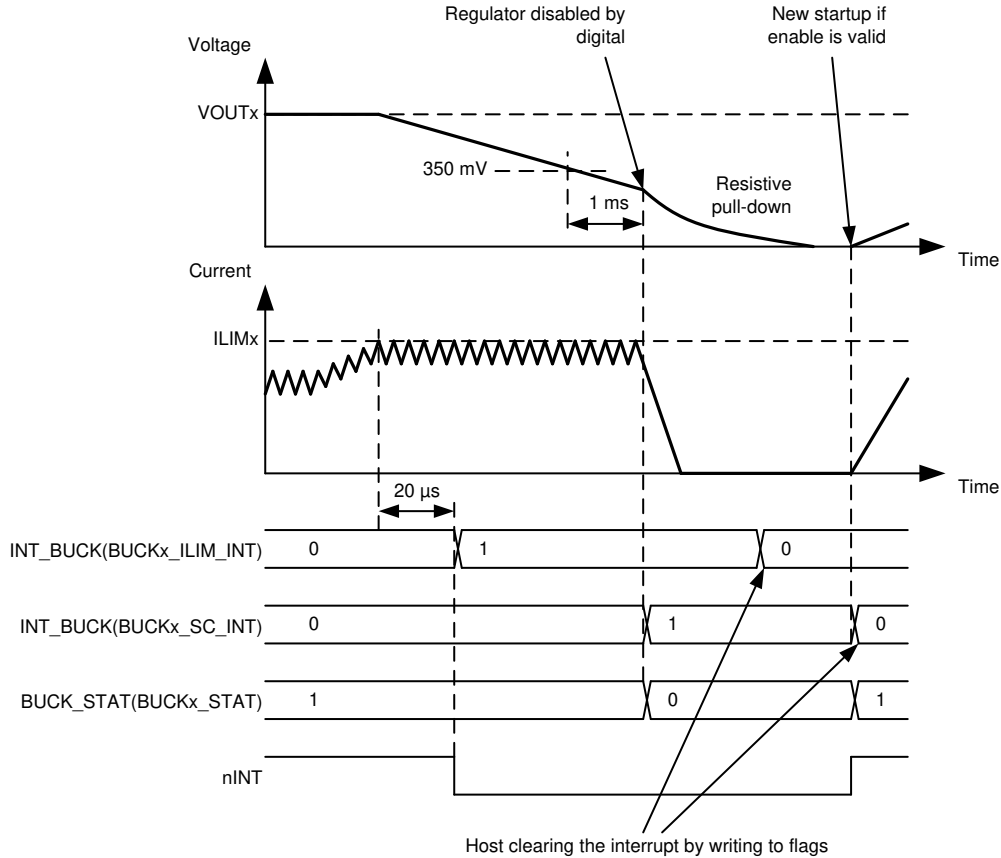 Regulator disabled by
digital
New startup if
enable is valid
Voltage
VOUTx
350 mV
1 ms
Resistive
pull-down
Time
Current
ILIMx
Time
20 µs
INT_BUCK(BUCKx_ILIM_INT)
0
1
0
INT_BUCK(BUCKx_SC_INT)
0
1
0
BUCK_STAT(BUCKx_STAT)
1
0
1
nINT
Host clearing the interrupt by writing to flags